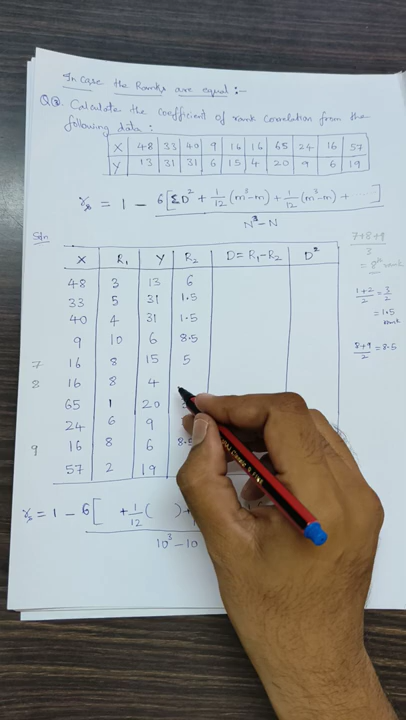 In case the Ranks are equal :-
Q② Calculate the coefficient of rank correlation from the
following data :
X 48 33 40 9 16 16 65 24 16 57
Y 13 31 31 6 15 4 20 9 6 19
r_s = 1 - 6[ΣD² + 1/12 (m³-m) + 1/12 (m³-m) + ....]
N³ - N
Soln
X R₁ Y R₂ D = R₁-R₂ D²
48 3 13 6
33 5 31 1.5
40 4 31 1.5
9 10 6 8.5
7 16 8 15 5
8 16 8 4
65 1 20
24 6 9
9 16 8 6 8.5
57 2 19
r_s = 1 - 6[ + 1/12 ( ) +
10³ - 10
7+8+9
3
= 8th rank
1+2/2 = 3/2
= 1.5
rank
8+9/2 = 8.5